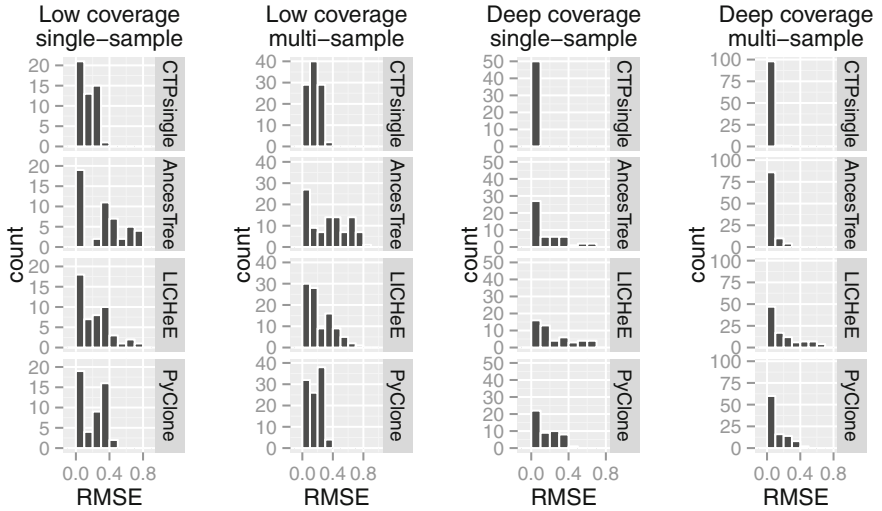 Low coverage
single−sample
Low coverage
multi−sample
Deep coverage
single−sample
Deep coverage
multi−sample
count
20
15
10
5
0
CTPsingle
20
15
10
5
0
AncesTree
20
15
10
5
0
LICHeE
20
15
10
5
0
PyClone
0.0 0.4 0.8
RMSE
count
40
30
20
10
0
CTPsingle
40
30
20
10
0
AncesTree
40
30
20
10
0
LICHeE
40
30
20
10
0
PyClone
0.0 0.4 0.8
RMSE
count
50
40
30
20
10
0
CTPsingle
50
40
30
20
10
0
AncesTree
50
40
30
20
10
0
LICHeE
50
40
30
20
10
0
PyClone
0.0 0.4 0.8
RMSE
count
100
75
50
25
0
CTPsingle
100
75
50
25
0
AncesTree
100
75
50
25
0
LICHeE
100
75
50
25
0
PyClone
0.0 0.4 0.8
RMSE